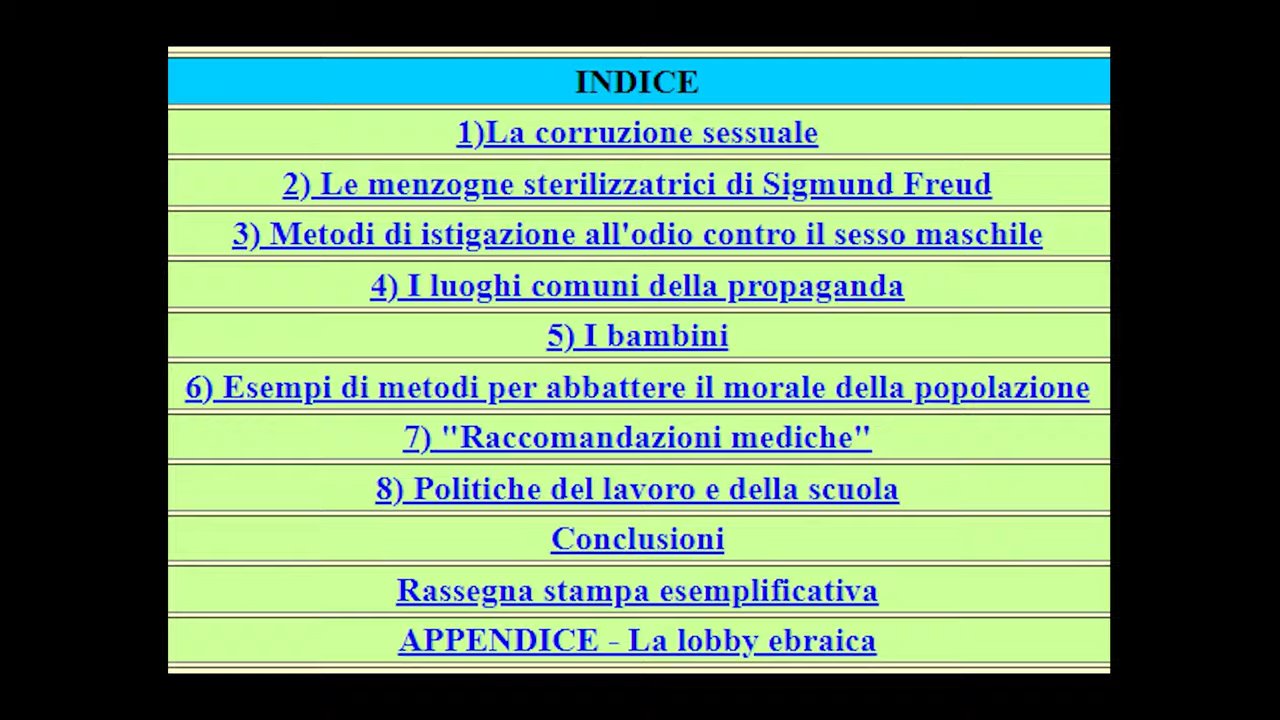 INDICE
1)La corruzione sessuale
2) Le menzogne sterilizzatrici di Sigmund Freud
3) Metodi di istigazione all'odio contro il sesso maschile
4) I luoghi comuni della propaganda
5) I bambini
6) Esempi di metodi per abbattere il morale della popolazione
7) "Raccomandazioni mediche"
8) Politiche del lavoro e della scuola
Conclusioni
Rassegna stampa esemplificativa
APPENDICE - La lobby ebraica